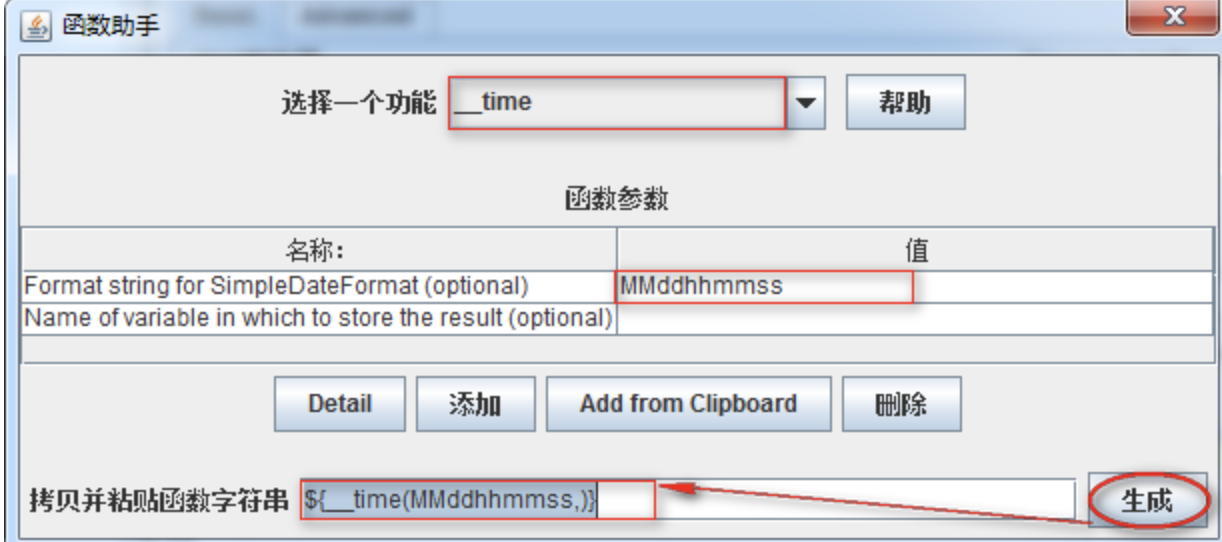 函数助手
选择一个功能 __time 帮助
函数参数
名称: 值
Format string for SimpleDateFormat (optional) MMddhhmmss
Name of variable in which to store the result (optional)
Detail 添加 Add from Clipboard 删除
拷贝并粘贴函数字符串 ${__time(MMddhhmmss,)} 生成